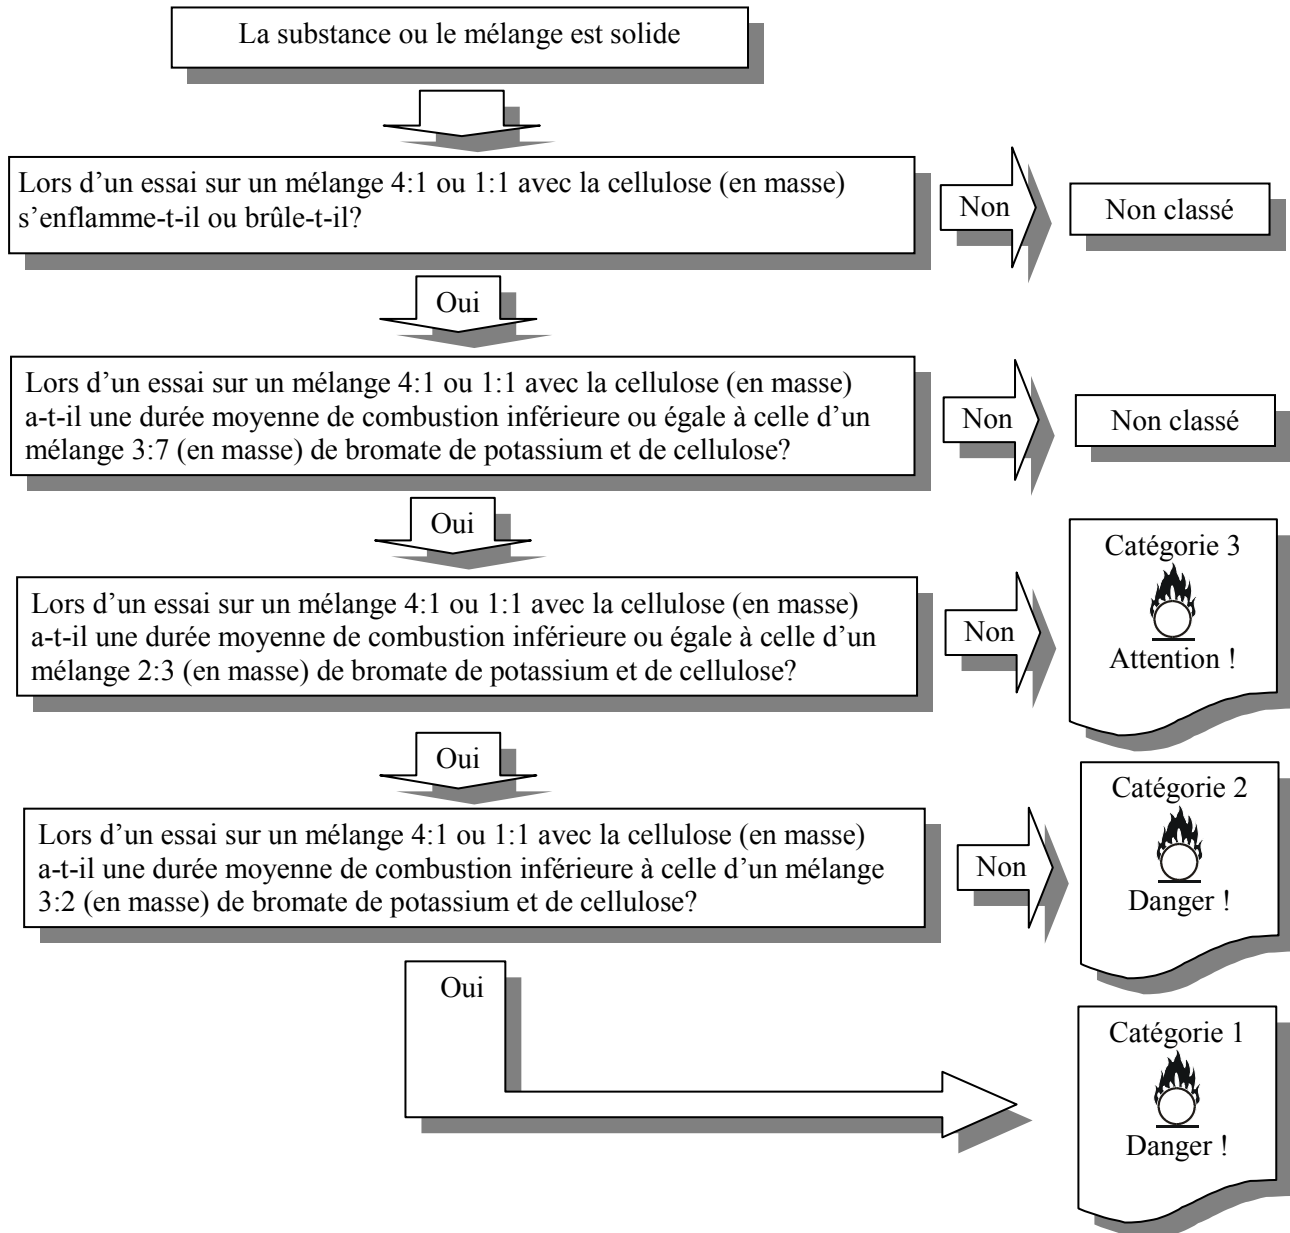 La substance ou le mélange est solide
Lors d’un essai sur un mélange 4:1 ou 1:1 avec la cellulose (en masse)
s’enflamme-t-il ou brûle-t-il?
Non
Non classé
Oui
Lors d’un essai sur un mélange 4:1 ou 1:1 avec la cellulose (en masse)
a-t-il une durée moyenne de combustion inférieure ou égale à celle d’un
mélange 3:7 (en masse) de bromate de potassium et de cellulose?
Non
Non classé
Oui
Lors d’un essai sur un mélange 4:1 ou 1:1 avec la cellulose (en masse)
a-t-il une durée moyenne de combustion inférieure ou égale à celle d’un
mélange 2:3 (en masse) de bromate de potassium et de cellulose?
Non
Catégorie 3
Attention !
Oui
Lors d’un essai sur un mélange 4:1 ou 1:1 avec la cellulose (en masse)
a-t-il une durée moyenne de combustion inférieure à celle d’un mélange
3:2 (en masse) de bromate de potassium et de cellulose?
Non
Catégorie 2
Danger !
Oui
Catégorie 1
Danger !